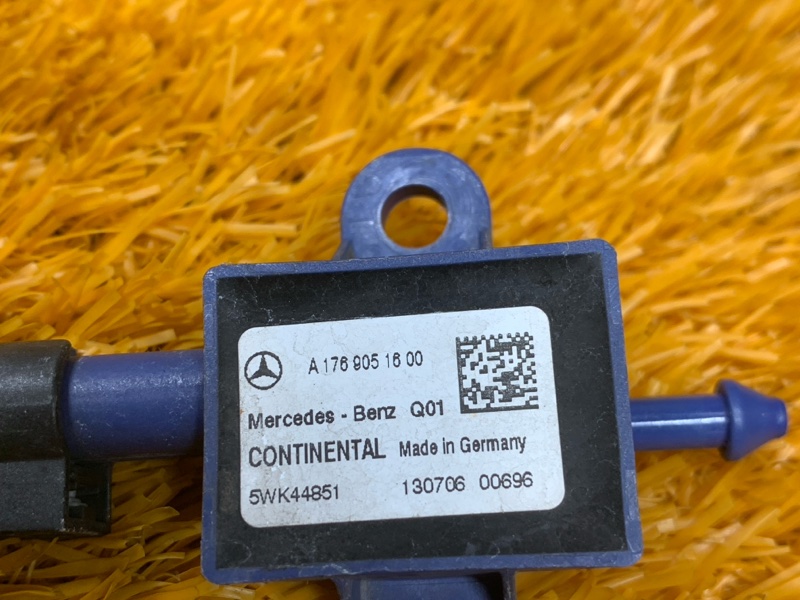 A 176 905 16 00
Mercedes - Benz Q01
CONTINENTAL Made in Germany
5WK44851 130706 00696